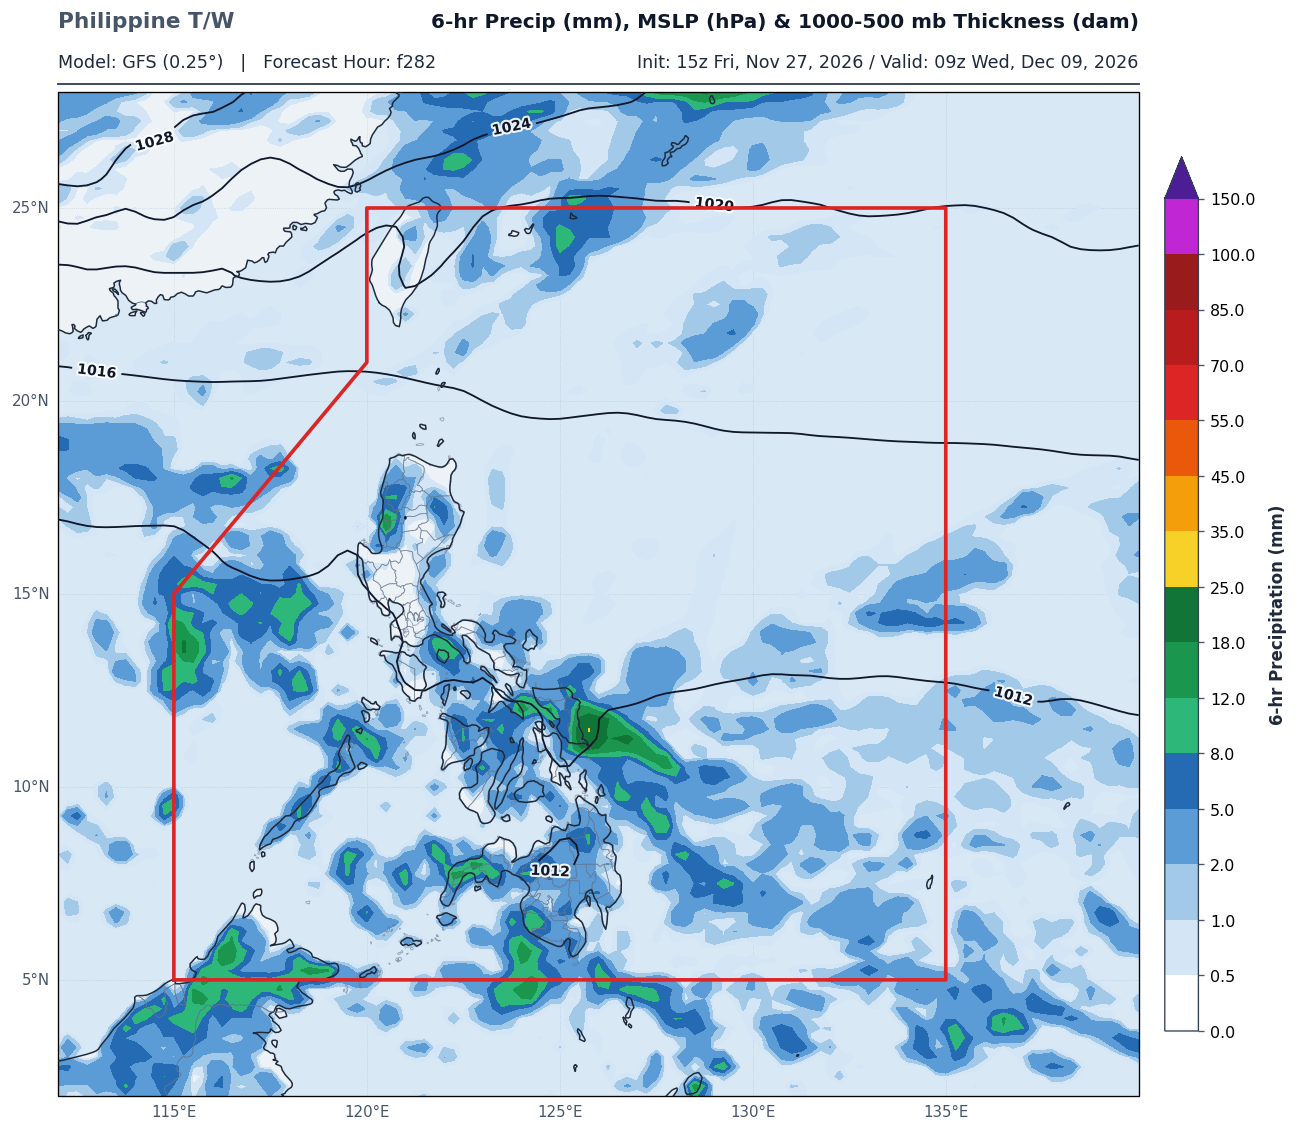 Philippine T/W
6-hr Precip (mm), MSLP (hPa) & 1000-500 mb Thickness (dam)
Model: GFS (0.25°) | Forecast Hour: f282
Init: 15z Fri, Nov 27, 2026 / Valid: 09z Wed, Dec 09, 2026
1028
1024
1020
1016
1012
1012
25°N
20°N
15°N
10°N
5°N
115°E
120°E
125°E
130°E
135°E
150.0
100.0
85.0
70.0
55.0
45.0
35.0
25.0
18.0
12.0
8.0
5.0
2.0
1.0
0.5
0.0
6-hr Precipitation (mm)